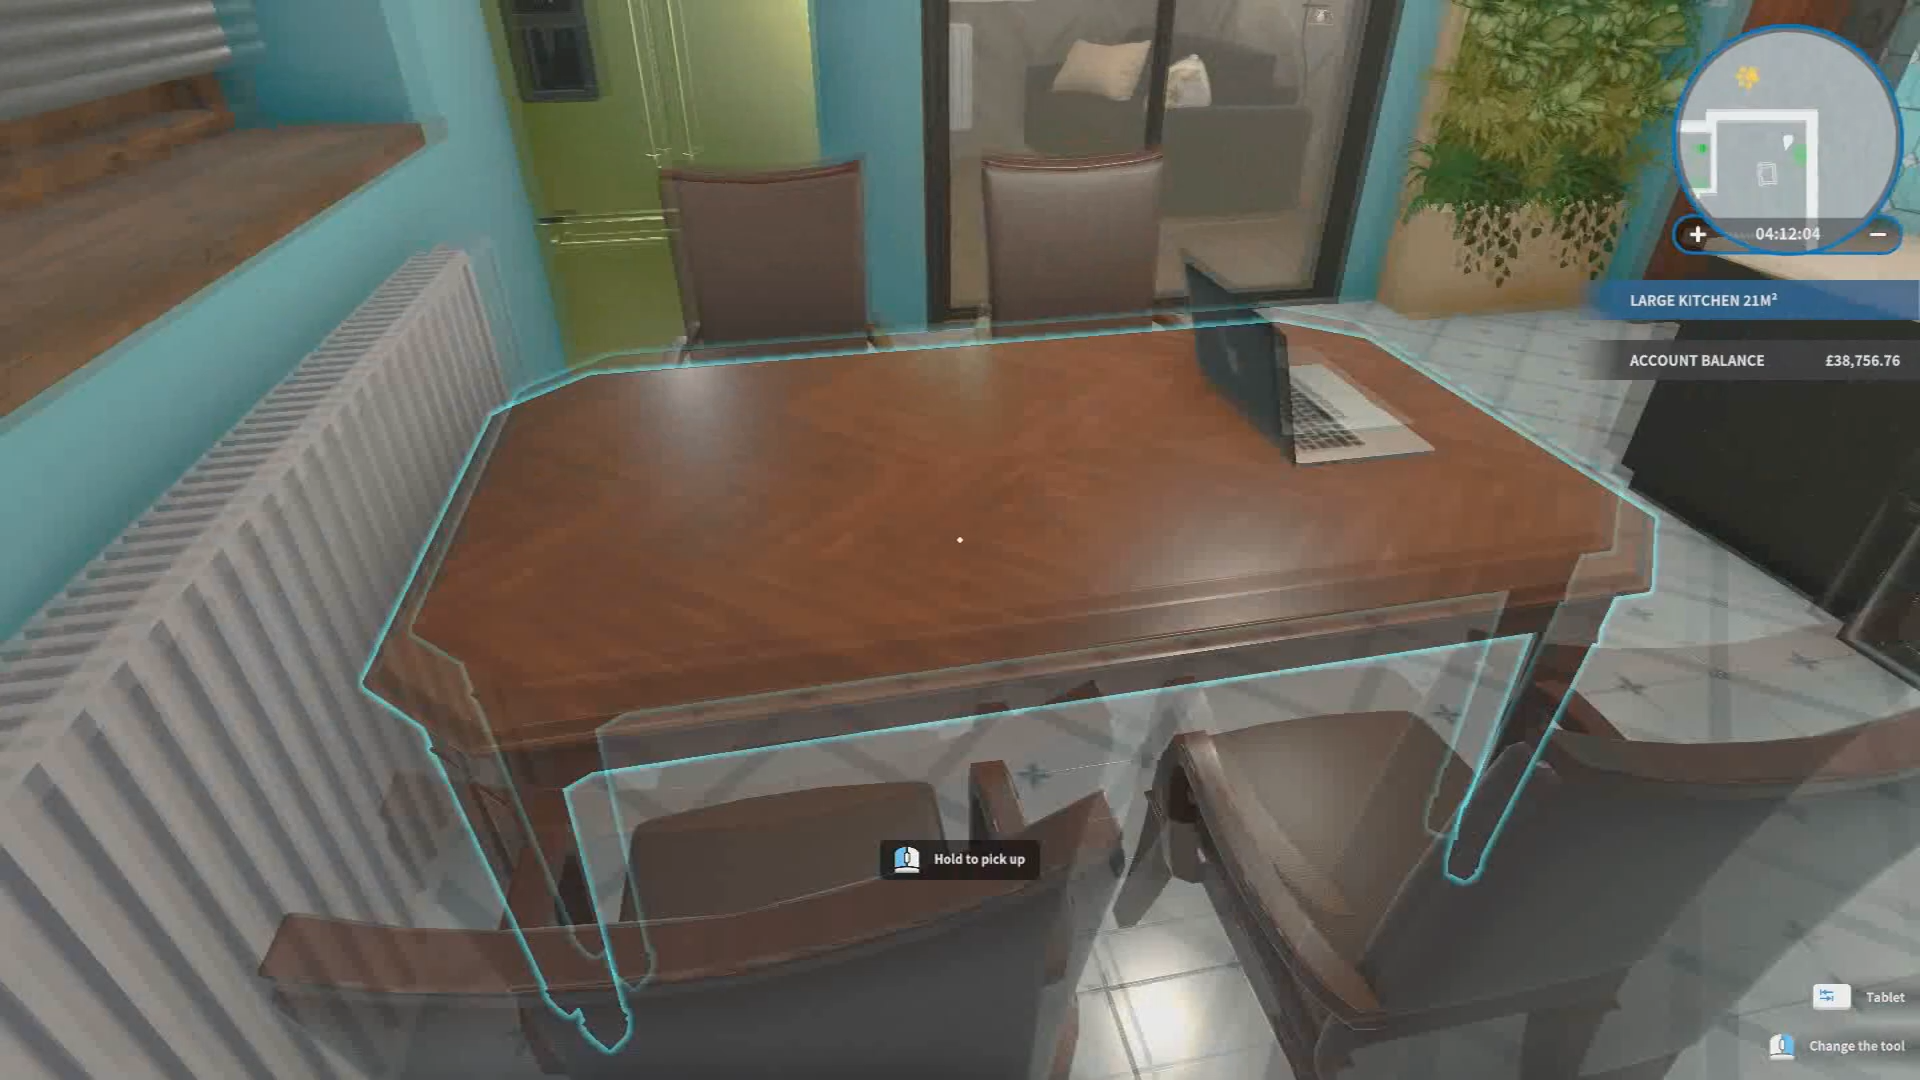 04:12:04
LARGE KITCHEN 21M²
ACCOUNT BALANCE £38,756.76
Hold to pick up
Tablet
Change the tool